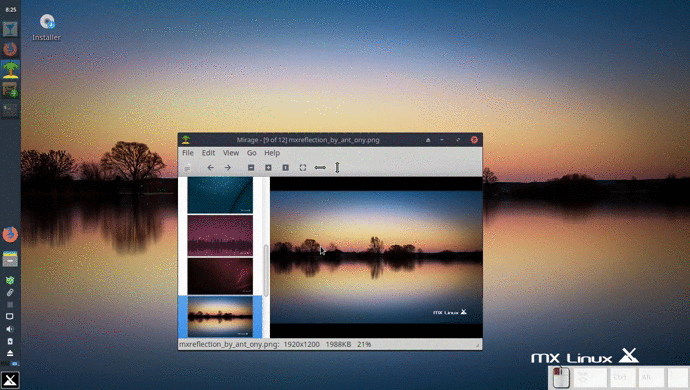 8:25
Installer
Mirage - [9 of 12] mxreflection_by_ant_ony.png
File Edit View Go Help
MX Linux
mxreflection_by_ant_ony.png: 1920x1200 1988KB 21%
MX Linux